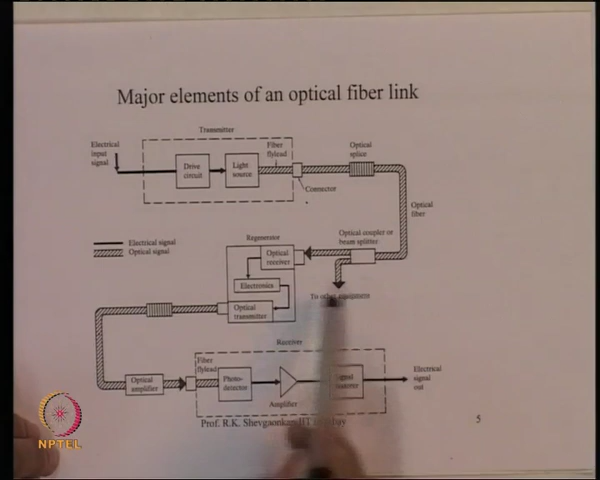 Major elements of an optical fiber link
Transmitter
Electrical
input
signal
Drive
circuit
Light
source
Fiber
flylead
Connector
Optical
splice
Optical
fiber
Electrical signal
Optical signal
Regenerator
Optical
receiver
Electronics
Optical
transmitter
Optical coupler or
beam splitter
To other equipment
Receiver
Optical
amplifier
Fiber
flylead
Photo-
detector
Amplifier
Electrical
signal
out
Prof. R.K. Shevgaonkar
5
NPTEL